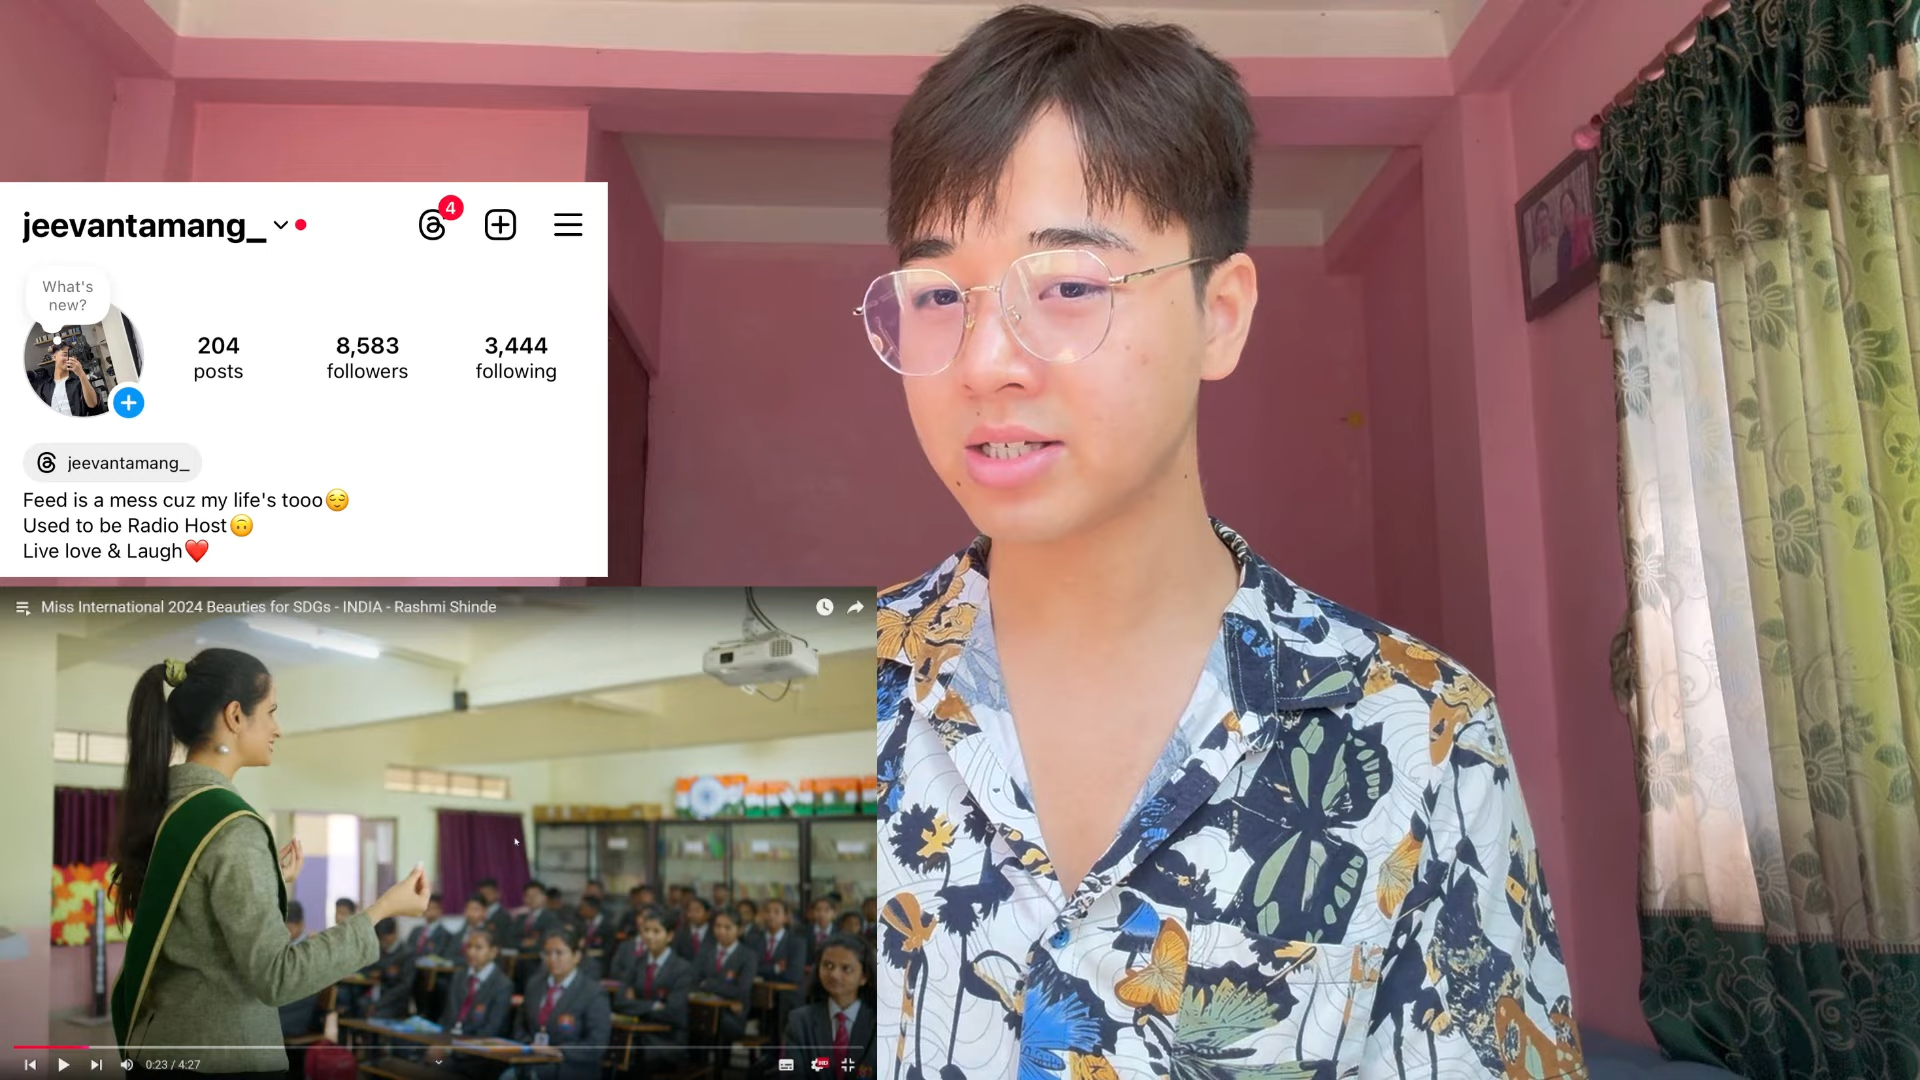 jeevantamang_
4
What's
new?
204
posts
8,583
followers
3,444
following
jeevantamang_
Feed is a mess cuz my life's tooo😌
Used to be Radio Host🙃
Live love & Laugh❤️
Miss International 2024 Beauties for SDGs - INDIA - Rashmi Shinde
0:23 / 4:27
HD